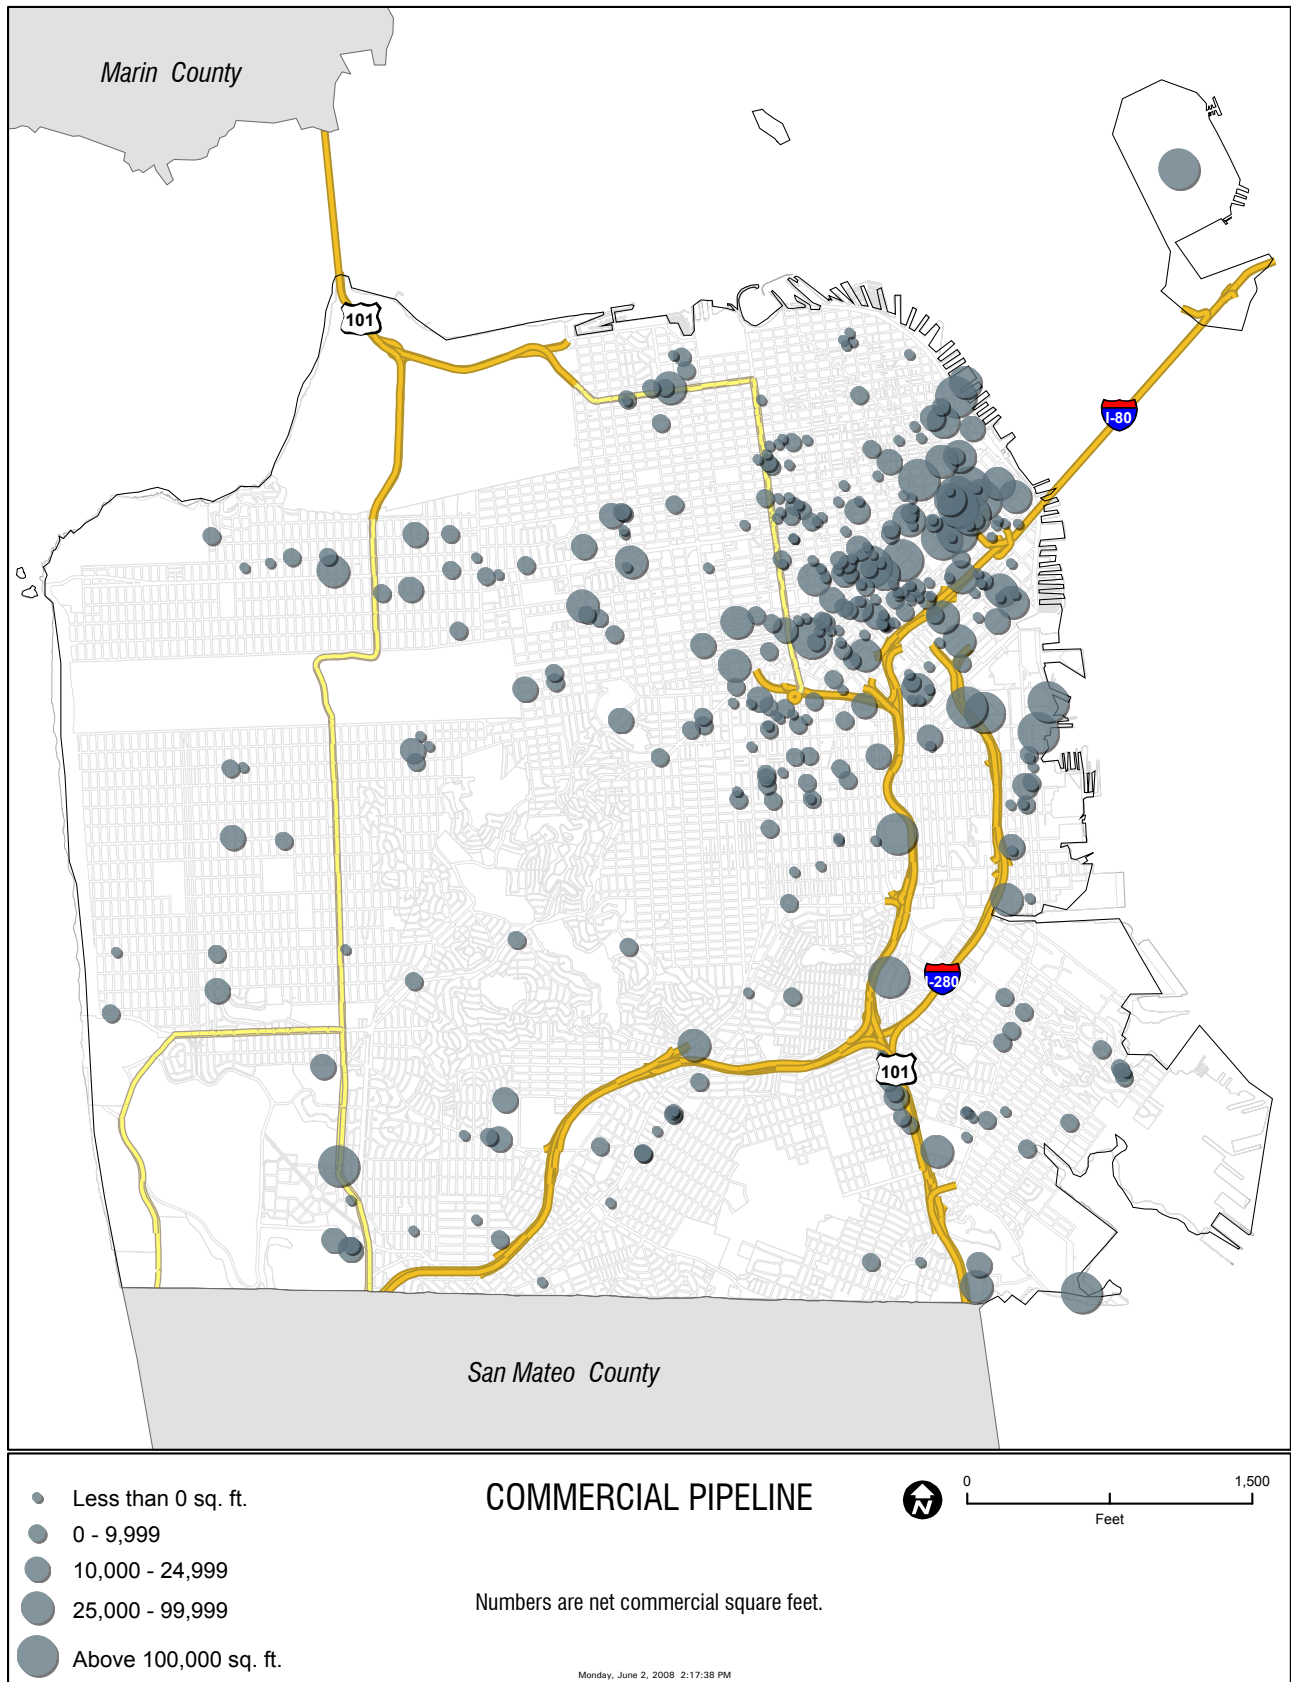 Marin County
101
I-80
I-280
101
San Mateo County
Less than 0 sq. ft.
0 - 9,999
10,000 - 24,999
25,000 - 99,999
Above 100,000 sq. ft.
COMMERCIAL PIPELINE
Numbers are net commercial square feet.
Monday, June 2, 2008 2:17:38 PM
N
0 1,500
Feet